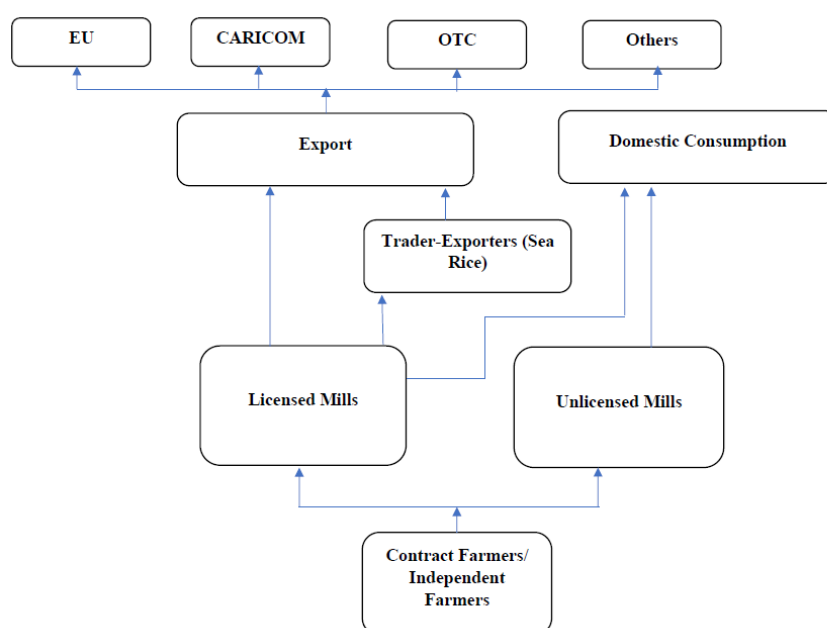 EU
CARICOM
OTC
Others
Export
Domestic Consumption
Trader-Exporters (Sea
Rice)
Licensed Mills
Unlicensed Mills
Contract Farmers/
Independent
Farmers